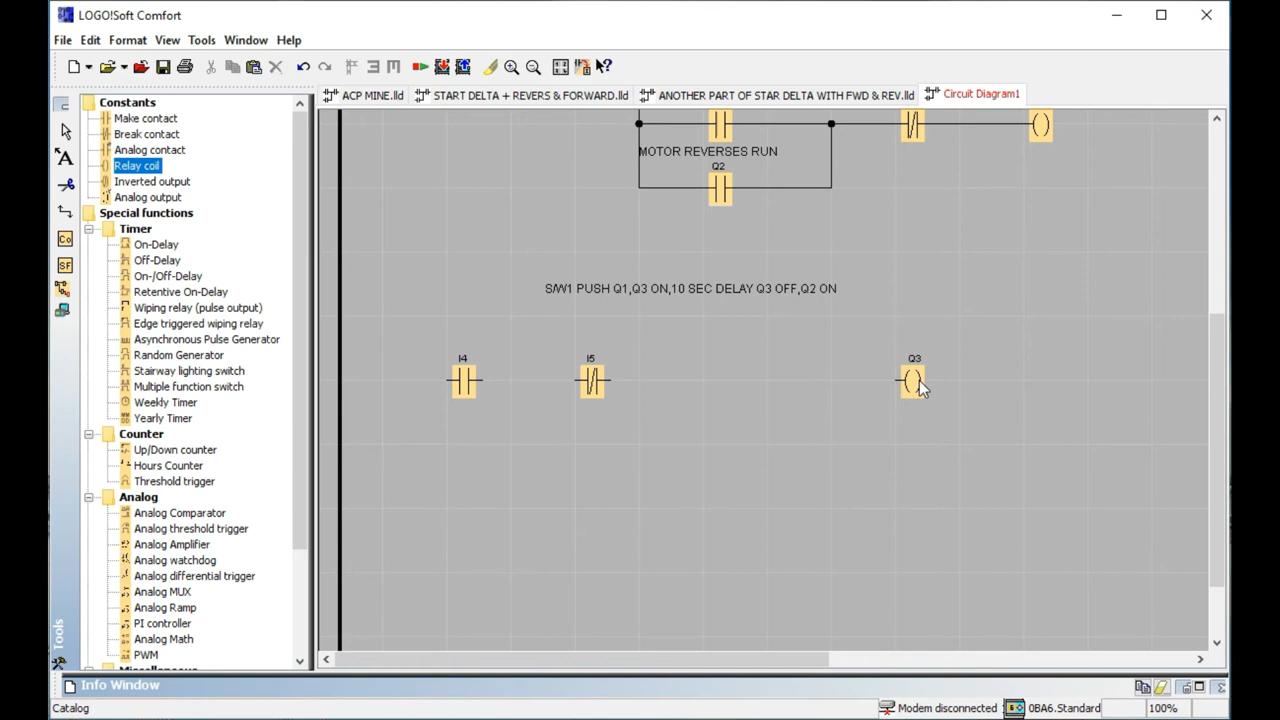 LOGO!Soft Comfort
File Edit Format View Tools Window Help
ACP MINE.lld START DELTA + REVERS & FORWARD.lld ANOTHER PART OF STAR DELTA WITH FWD & REV.lld Circuit Diagram1
Constants
Make contact
Break contact
Analog contact
Relay coil
Inverted output
Analog output
Special functions
Timer
On-Delay
Off-Delay
On-/Off-Delay
Retentive On-Delay
Wiping relay (pulse output)
Edge triggered wiping relay
Asynchronous Pulse Generator
Random Generator
Stairway lighting switch
Multiple function switch
Weekly Timer
Yearly Timer
Counter
Up/Down counter
Hours Counter
Threshold trigger
Analog
Analog Comparator
Analog threshold trigger
Analog Amplifier
Analog watchdog
Analog differential trigger
Analog MUX
Analog Ramp
PI controller
Analog Math
PWM
Miscellaneous
Co
SF
Tools
MOTOR REVERSES RUN
Q2
S/W1 PUSH Q1,Q3 ON,10 SEC DELAY Q3 OFF,Q2 ON
I4 I5 Q3
Info Window
Catalog Modem disconnected 0BA6.Standard 100%